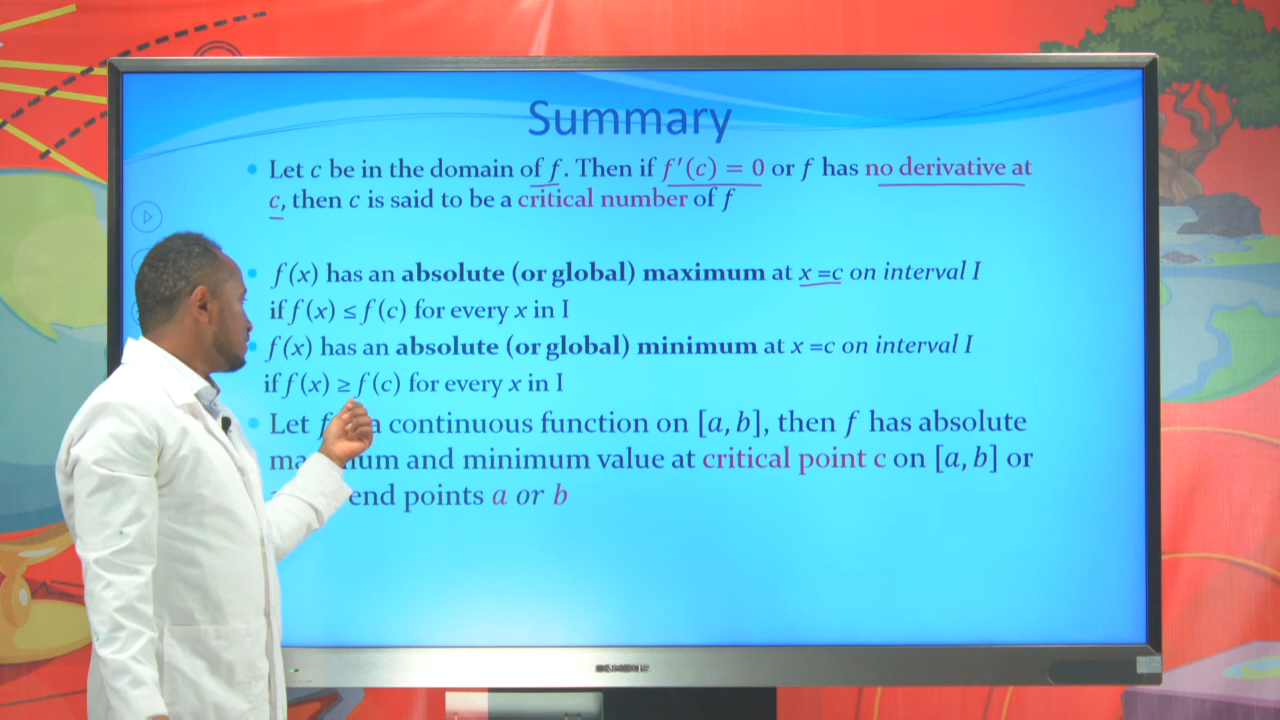 Summary
Let c be in the domain of f. Then if f′(c) = 0 or f has no derivative at
c, then c is said to be a critical number of f
f(x) has an absolute (or global) maximum at x =c on interval I
if f(x) ≤ f(c) for every x in I
f(x) has an absolute (or global) minimum at x =c on interval I
if f(x) ≥ f(c) for every x in I
Let f a continuous function on [a, b], then f has absolute
and minimum value at critical point c on [a, b] or
end points a or b